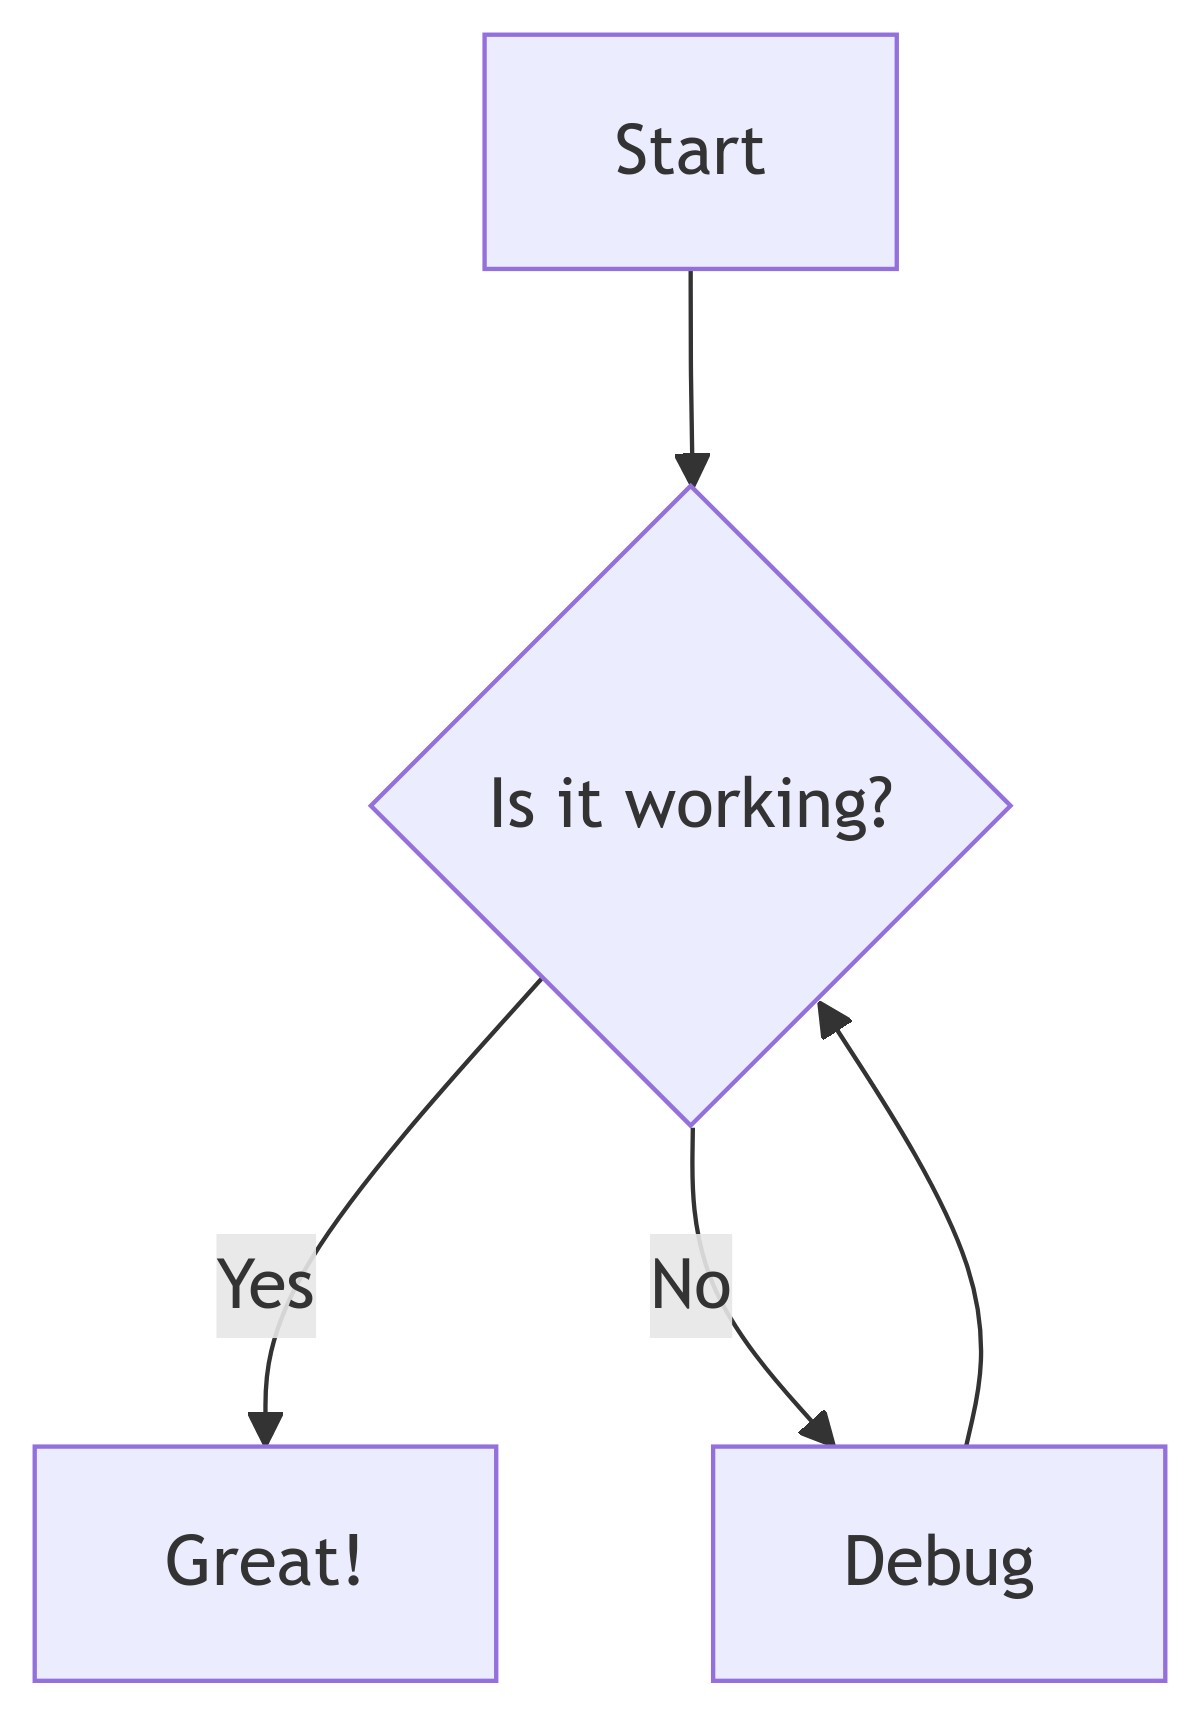 Start
Is it working?
Yes
No
Great!
Debug